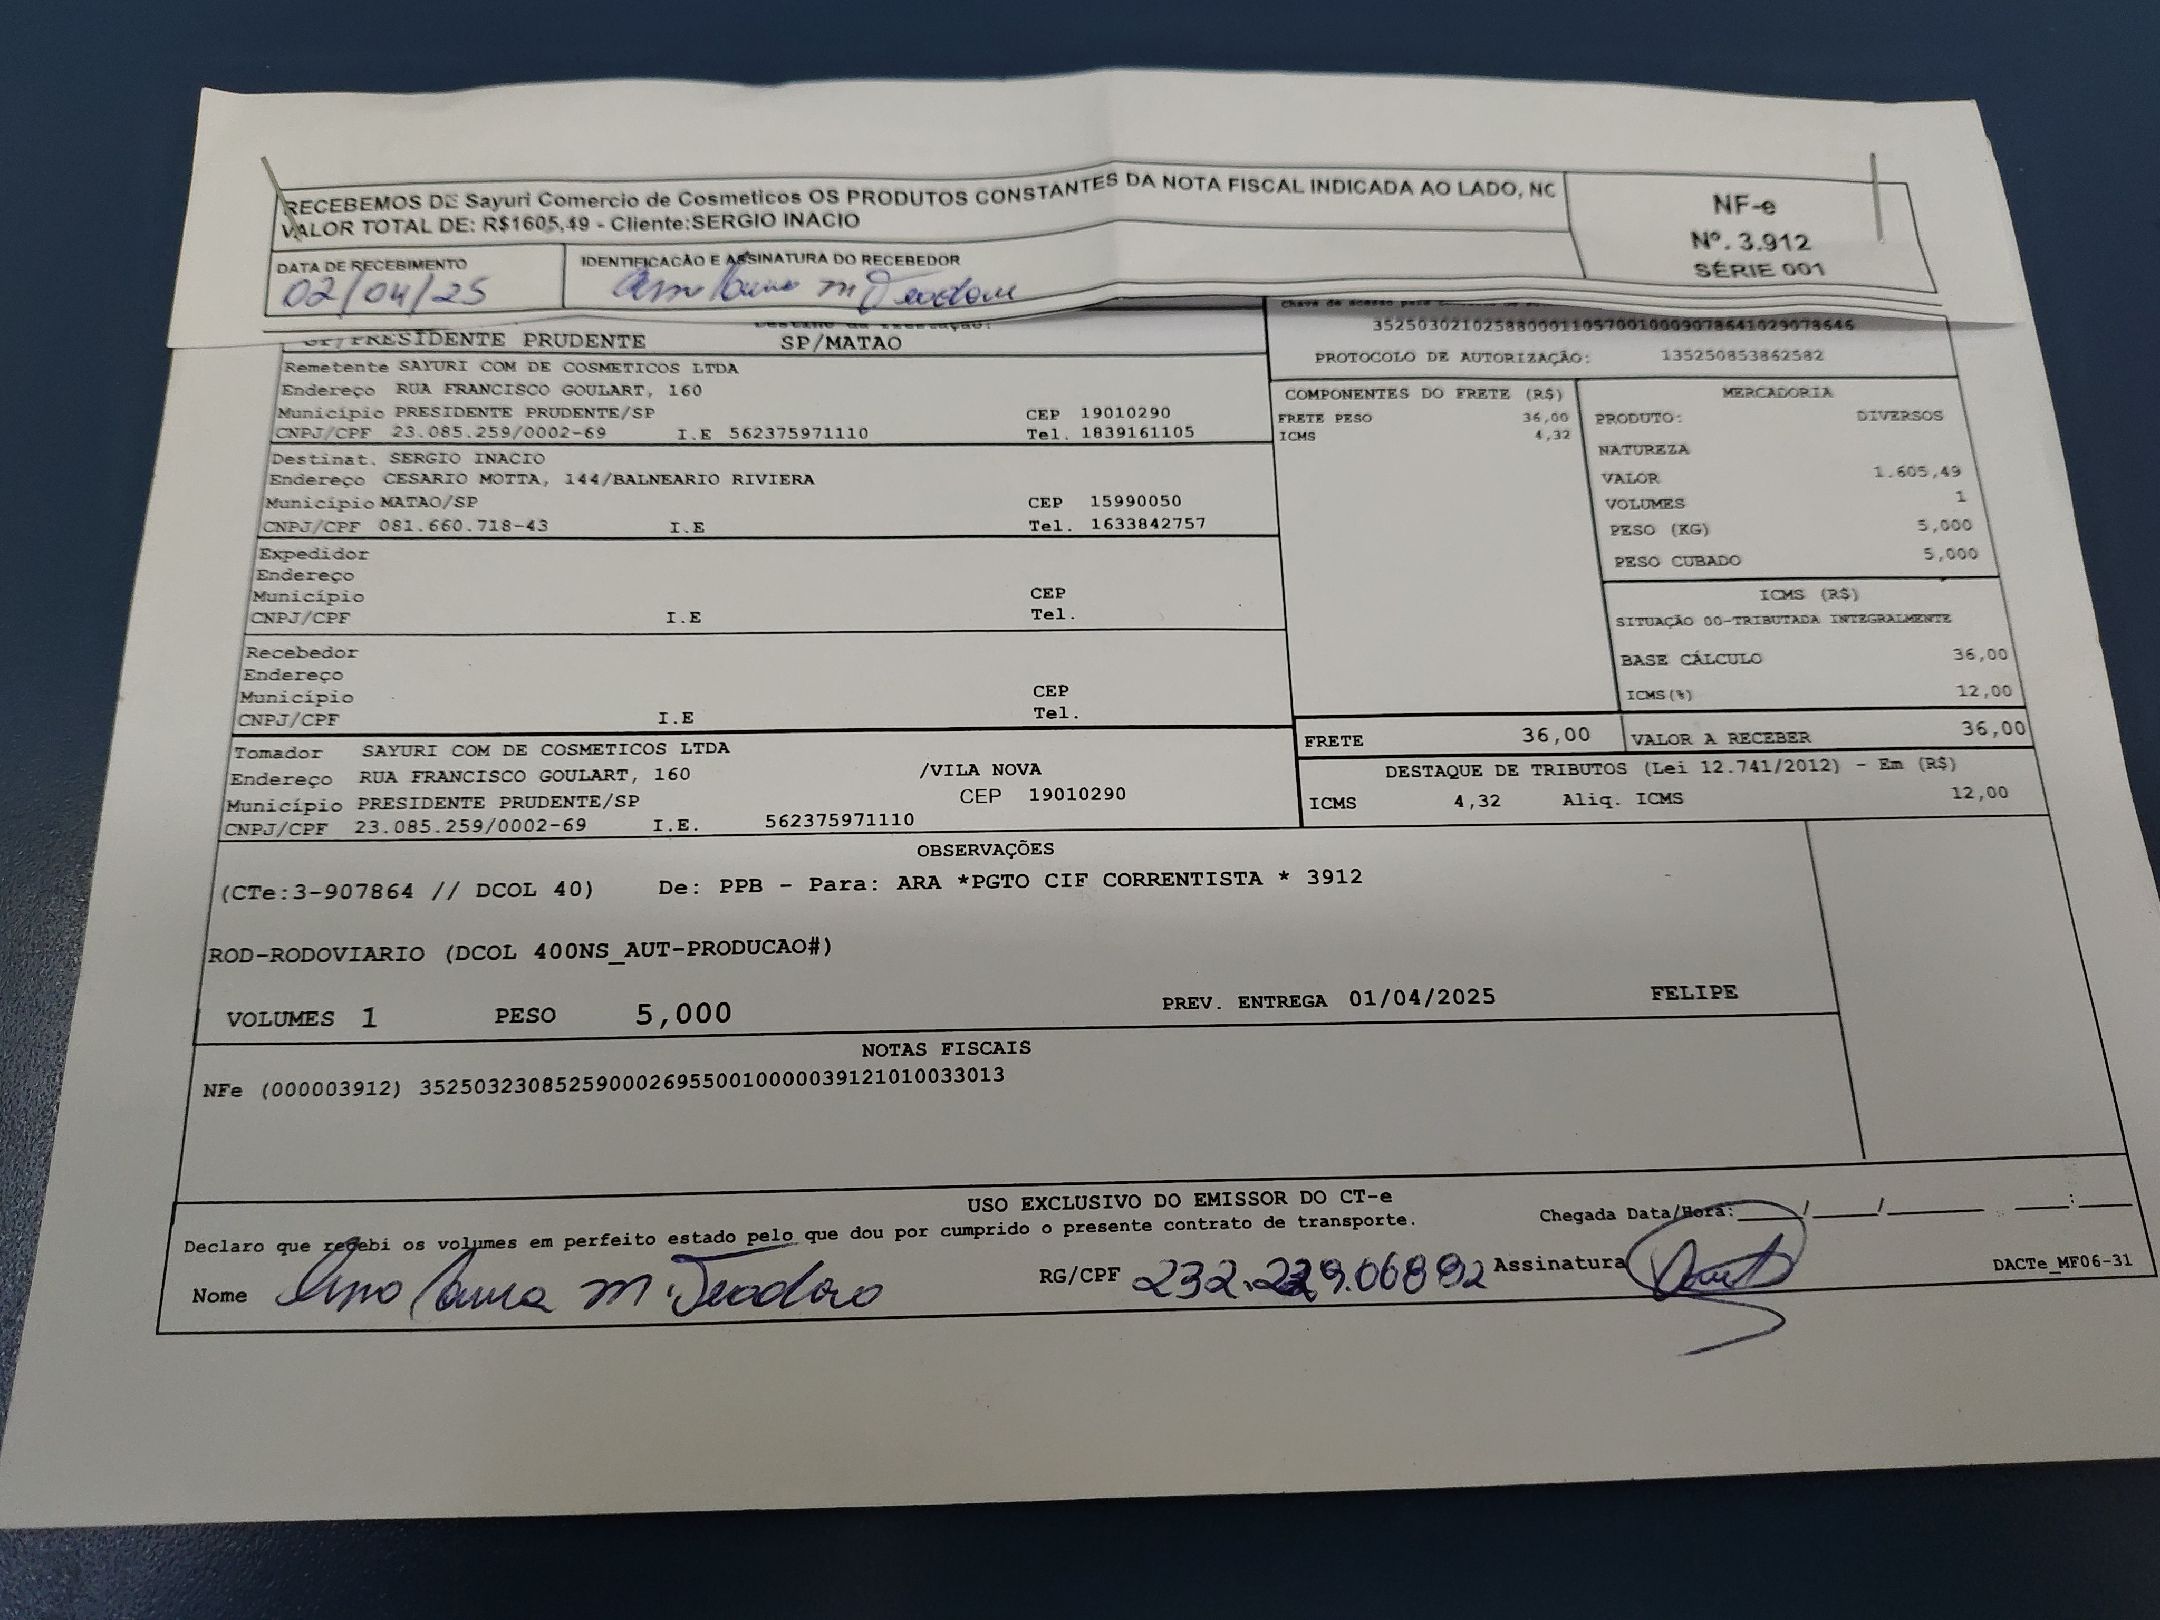 RECEBEMOS DE Sayuri Comercio de Cosmeticos OS PRODUTOS CONSTANTES DA NOTA FISCAL INDICADA AO LADO, NC
VALOR TOTAL DE: R$1605,49 - Cliente:SERGIO INACIO
DATA DE RECEBIMENTO
02/04/25
IDENTIFICACÃO E ASSINATURA DO RECEBEDOR
m Teodoro
NF-e
Nº. 3.912
SÉRIE 001
SP/PRESIDENTE PRUDENTE SP/MATAO
35250302102588000110570010009078641029078646
PROTOCOLO DE AUTORIZAÇÃO: 135250853862582
Remetente SAYURI COM DE COSMETICOS LTDA
Endereço RUA FRANCISCO GOULART, 160
Município PRESIDENTE PRUDENTE/SP CEP 19010290
CNPJ/CPF 23.085.259/0002-69 I.E 562375971110 Tel. 1839161105
Destinat. SERGIO INACIO
Endereço CESARIO MOTTA, 144/BALNEARIO RIVIERA
Município MATAO/SP CEP 15990050
CNPJ/CPF 081.660.718-43 I.E Tel. 1633842757
Expedidor
Endereço
Município CEP
CNPJ/CPF I.E Tel.
Recebedor
Endereço
Município CEP
CNPJ/CPF I.E Tel.
Tomador SAYURI COM DE COSMETICOS LTDA
Endereço RUA FRANCISCO GOULART, 160 /VILA NOVA
Município PRESIDENTE PRUDENTE/SP CEP 19010290
CNPJ/CPF 23.085.259/0002-69 I.E. 562375971110
COMPONENTES DO FRETE (R$)
FRETE PESO 36,00
ICMS 4,32
MERCADORIA
PRODUTO: DIVERSOS
NATUREZA
VALOR 1.605,49
VOLUMES 1
PESO (KG) 5,000
PESO CUBADO 5,000
ICMS (R$)
SITUAÇÃO 00-TRIBUTADA INTEGRALMENTE
BASE CÁLCULO 36,00
ICMS(%) 12,00
FRETE 36,00 VALOR A RECEBER 36,00
DESTAQUE DE TRIBUTOS (Lei 12.741/2012) - Em (R$)
ICMS 4,32 Aliq. ICMS 12,00
OBSERVAÇÕES
(CTe:3-907864 // DCOL 40) De: PPB - Para: ARA *PGTO CIF CORRENTISTA * 3912
ROD-RODOVIARIO (DCOL 400NS_AUT-PRODUCAO#)
VOLUMES 1 PESO 5,000 PREV. ENTREGA 01/04/2025 FELIPE
NOTAS FISCAIS
NFe (000003912) 35250323085259000269550010000039121010033013
USO EXCLUSIVO DO EMISSOR DO CT-e
Declaro que recebi os volumes em perfeito estado pelo que dou por cumprido o presente contrato de transporte.
Chegada Data/Hora:____/____/______ ____:____
Nome Laura M Teodoro RG/CPF Assinatura
DACTe_MF06-31